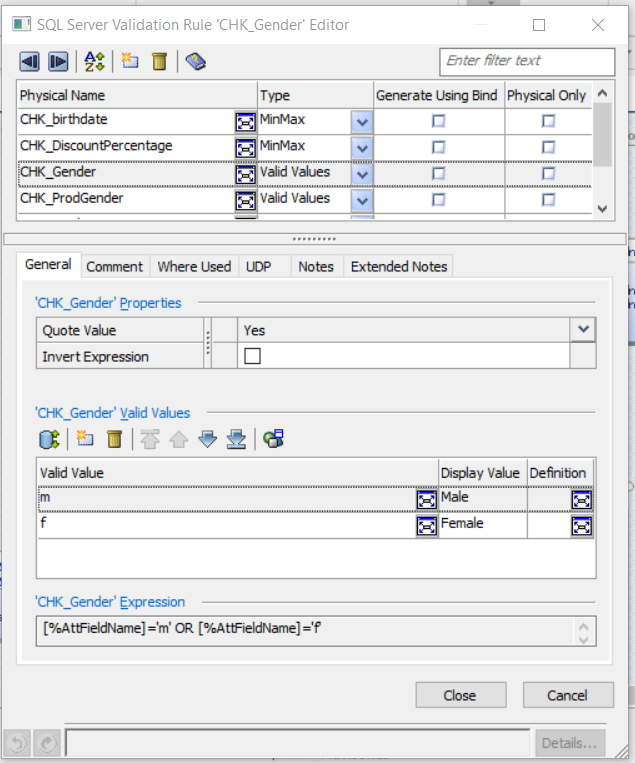 SQL Server Validation Rule 'CHK_Gender' Editor
Enter filter text
Physical Name Type Generate Using Bind Physical Only
CHK_birthdate MinMax
CHK_DiscountPercentage MinMax
CHK_Gender Valid Values
CHK_ProdGender Valid Values
General Comment Where Used UDP Notes Extended Notes
'CHK_Gender' Properties
Quote Value Yes
Invert Expression
'CHK_Gender' Valid Values
Valid Value Display Value Definition
m Male
f Female
'CHK_Gender' Expression
[%AttFieldName]='m' OR [%AttFieldName]='f'
Close Cancel
Details...